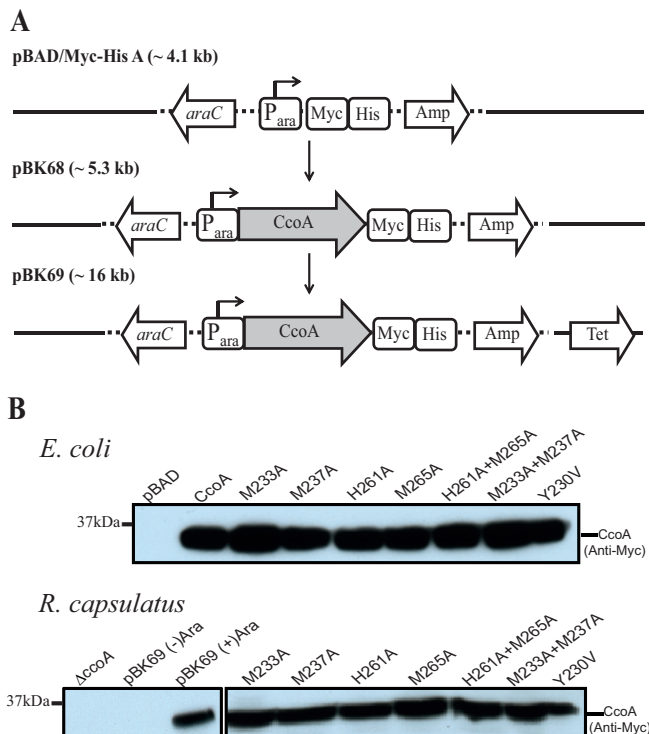 A
pBAD/Myc-His A (~ 4.1 kb)
araC P ara Myc His Amp
pBK68 (~ 5.3 kb)
araC P ara CcoA Myc His Amp
pBK69 (~ 16 kb)
araC P ara CcoA Myc His Amp Tet
B
E. coli
pBAD CcoA M233A M237A H261A M265A H261A+M265A M233A+M237A Y230V
37kDa
CcoA
(Anti-Myc)
R. capsulatus
ΔccoA pBK69 (-)Ara pBK69 (+)Ara M233A M237A H261A M265A H261A+M265A M233A+M237A Y230V
37kDa
CcoA
(Anti-Myc)